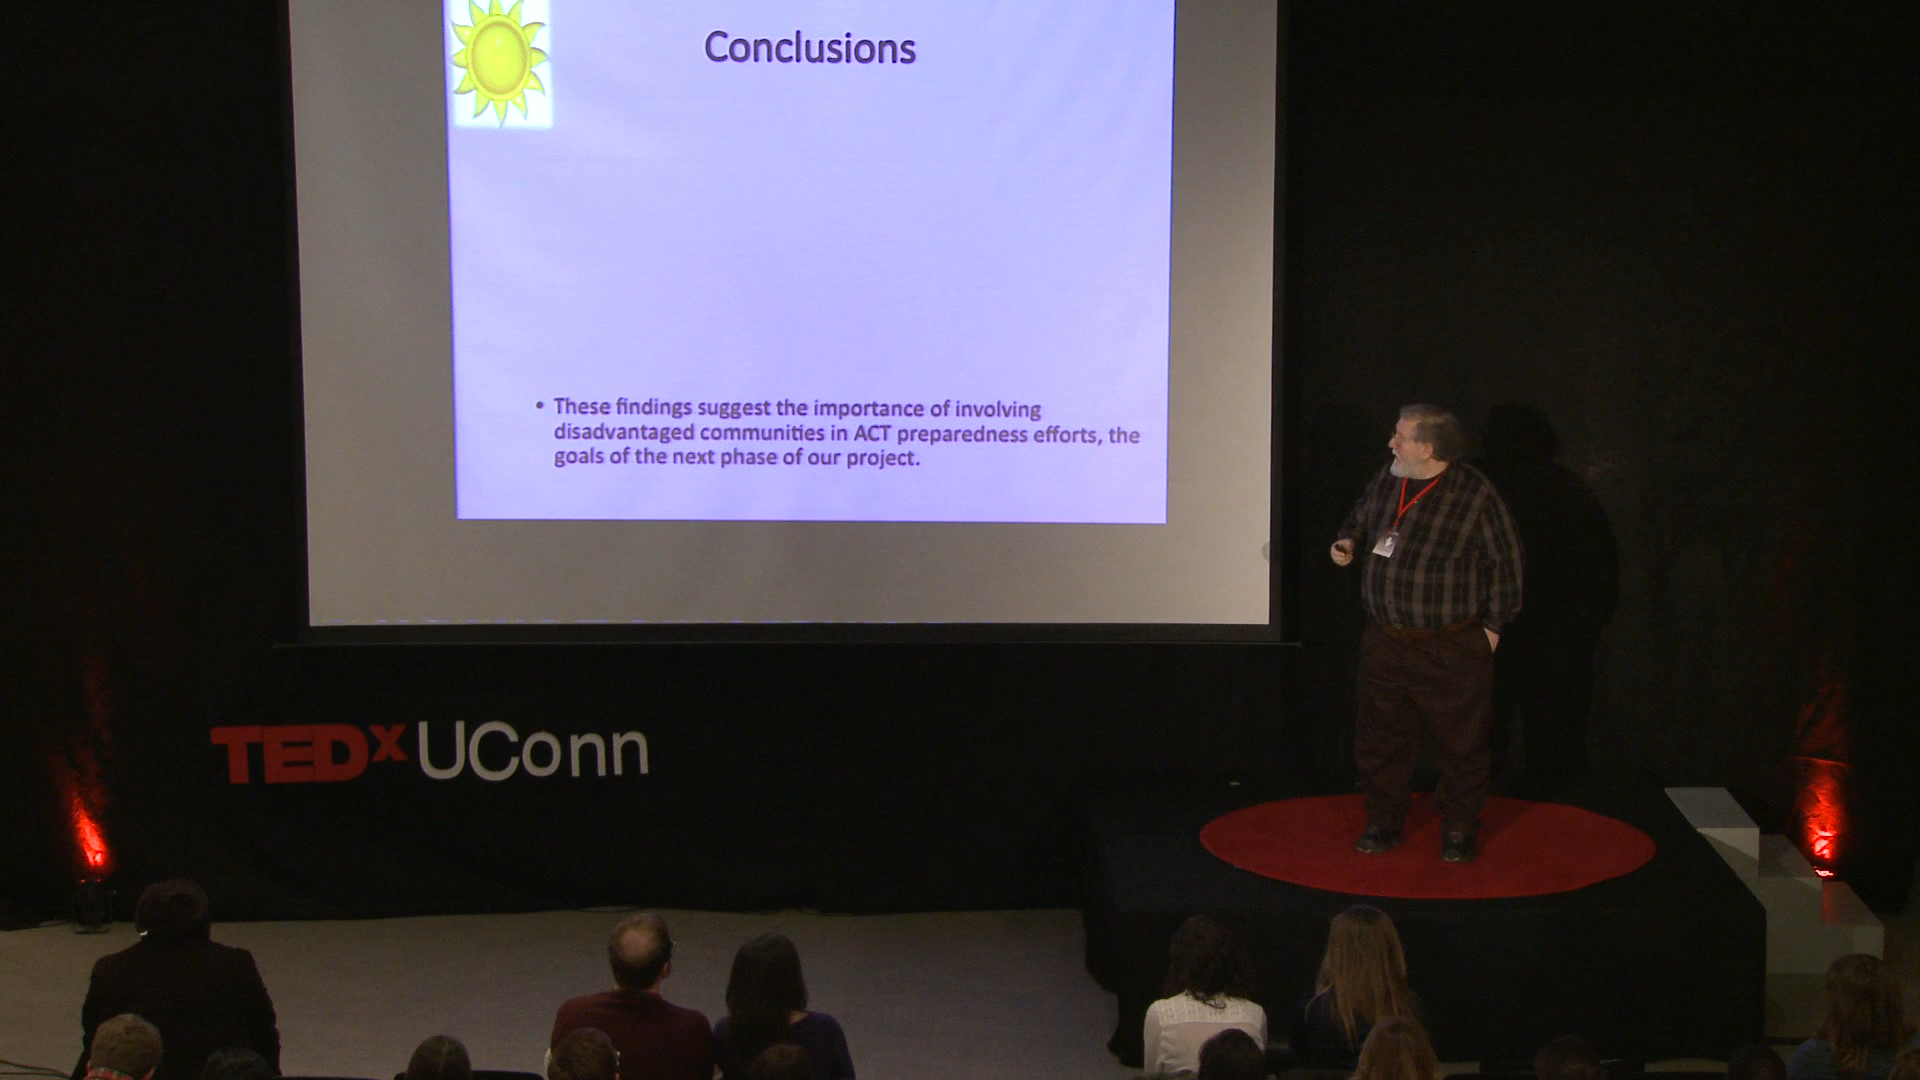 Conclusions
• These findings suggest the importance of involving
disadvantaged communities in ACT preparedness efforts, the
goals of the next phase of our project.
TEDx UConn